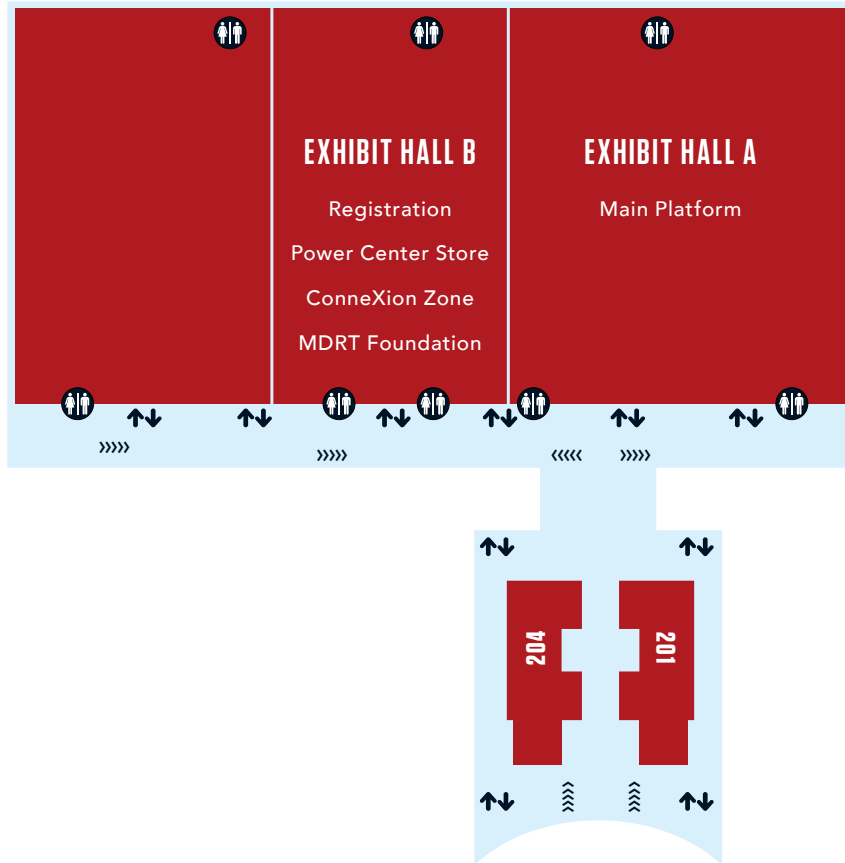 EXHIBIT HALL B
Registration
Power Center Store
ConneXion Zone
MDRT Foundation
EXHIBIT HALL A
Main Platform
204
201